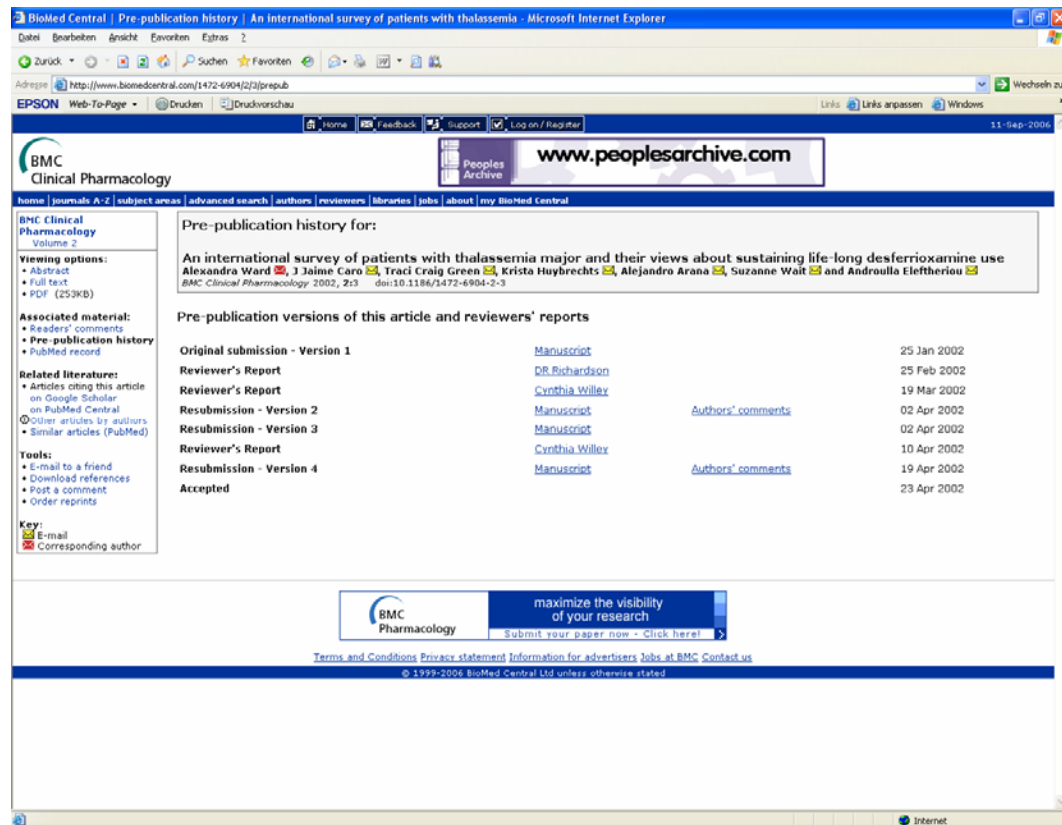 BioMed Central | Pre-publication history | An international survey of patients with thalassemia - Microsoft Internet Explorer
Datei Bearbeiten Ansicht Favoriten Extras ?
Zurück Suchen Favoriten
Adresse http://www.biomedcentral.com/1472-6904/2/3/prepub Wechseln zu
EPSON Web-To-Page Drucken Druckvorschau Links Links anpassen Windows
Home Feedback Support Log on / Register 11-Sep-2006
BMC
Clinical Pharmacology
Peoples
Archive
www.peoplesarchive.com
home | journals A-Z | subject areas | advanced search | authors | reviewers | libraries | jobs | about | my BioMed Central
BMC Clinical
Pharmacology
Volume 2
Viewing options:
• Abstract
• Full text
• PDF (253KB)
Associated material:
• Readers' comments
• Pre-publication history
• PubMed record
Related literature:
• Articles citing this article
on Google Scholar
on PubMed Central
Other articles by authors
• Similar articles (PubMed)
Tools:
• E-mail to a friend
• Download references
• Post a comment
• Order reprints
Key:
E-mail
Corresponding author
Pre-publication history for:
An international survey of patients with thalassemia major and their views about sustaining life-long desferrioxamine use
Alexandra Ward, J Jaime Caro, Traci Craig Green, Krista Huybrechts, Alejandro Arana, Suzanne Wait and Androulla Eleftheriou
BMC Clinical Pharmacology 2002, 2:3 doi:10.1186/1472-6904-2-3
Pre-publication versions of this article and reviewers' reports
Original submission - Version 1 Manuscript 25 Jan 2002
Reviewer's Report DR Richardson 25 Feb 2002
Reviewer's Report Cynthia Willey 19 Mar 2002
Resubmission - Version 2 Manuscript Authors' comments 02 Apr 2002
Resubmission - Version 3 Manuscript 02 Apr 2002
Reviewer's Report Cynthia Willey 10 Apr 2002
Resubmission - Version 4 Manuscript Authors' comments 19 Apr 2002
Accepted 23 Apr 2002
BMC
Pharmacology
maximize the visibility
of your research
Submit your paper now - Click here!
Terms and Conditions Privacy statement Information for advertisers Jobs at BMC Contact us
© 1999-2006 BioMed Central Ltd unless otherwise stated
Internet